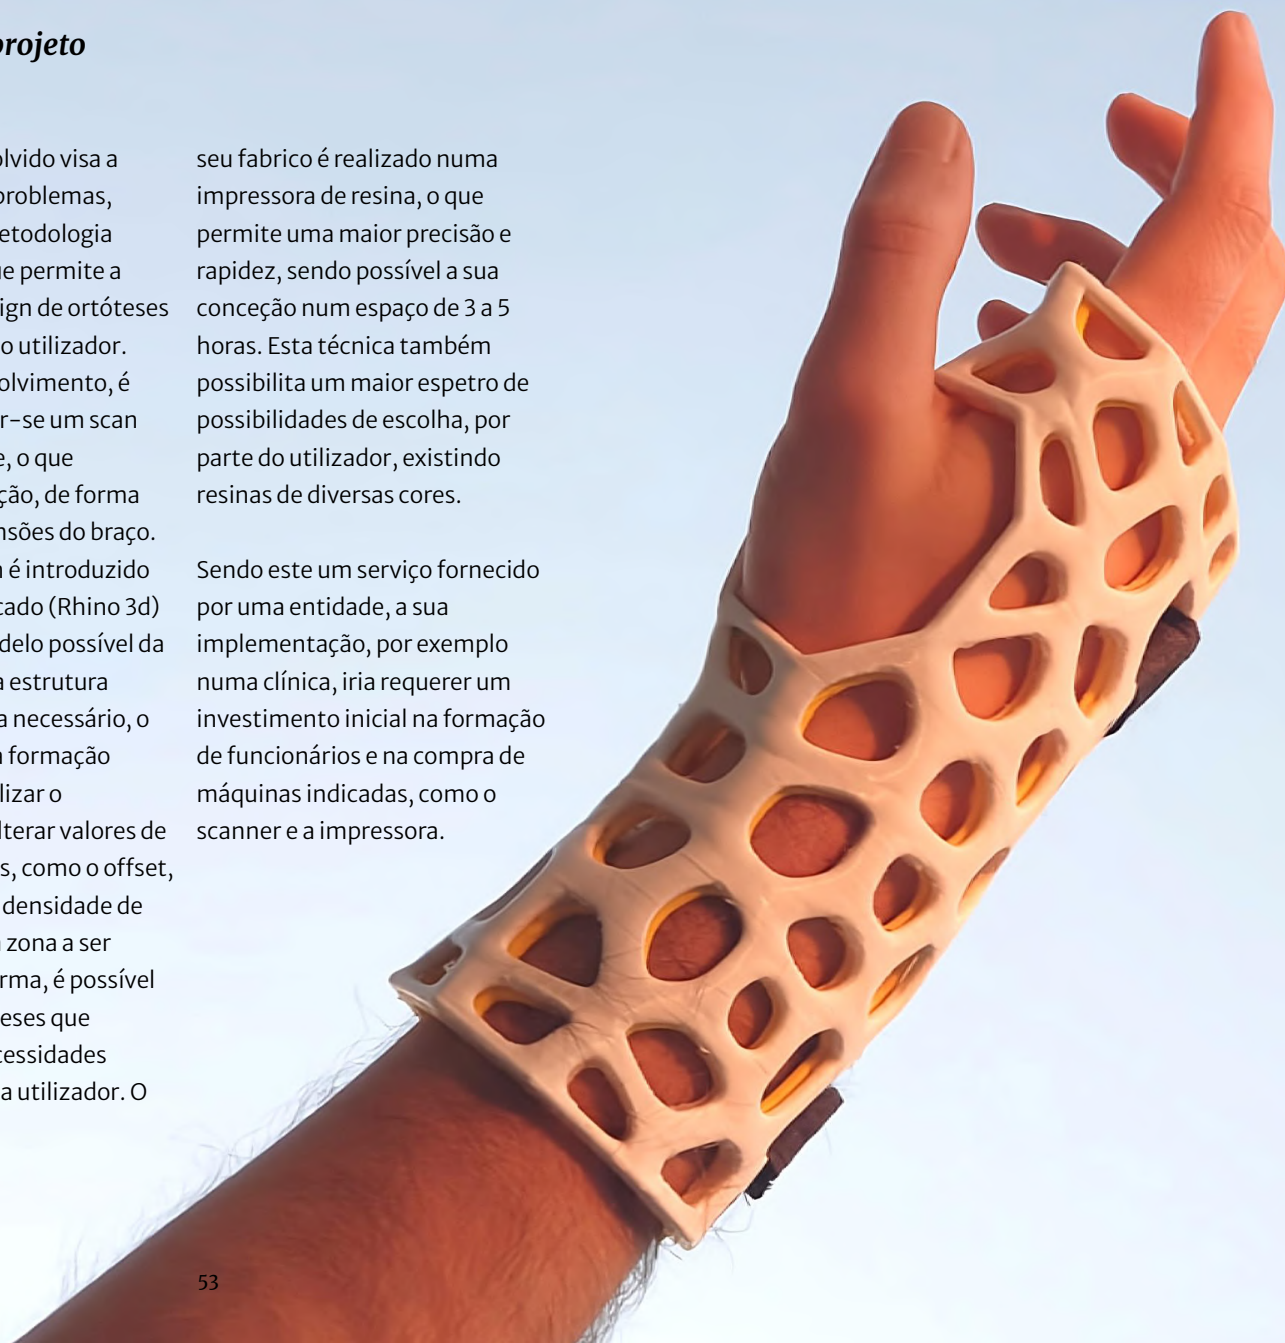 projeto
olvido visa a
problemas,
etodologia
ue permite a
ign de ortóteses
o utilizador.
olvimento, é
r-se um scan
e, o que
ção, de forma
nsões do braço.
é introduzido
cado (Rhino 3d)
delo possível da
a estrutura
a necessário, o
formação
lizar o
lterar valores de
s, como o offset,
densidade de
zona a ser
rma, é possível
eses que
cessidades
a utilizador. O
seu fabrico é realizado numa
impressora de resina, o que
permite uma maior precisão e
rapidez, sendo possível a sua
conceção num espaço de 3 a 5
horas. Esta técnica também
possibilita um maior espetro de
possibilidades de escolha, por
parte do utilizador, existindo
resinas de diversas cores.
Sendo este um serviço fornecido
por uma entidade, a sua
implementação, por exemplo
numa clínica, iria requerer um
investimento inicial na formação
de funcionários e na compra de
máquinas indicadas, como o
scanner e a impressora.
53